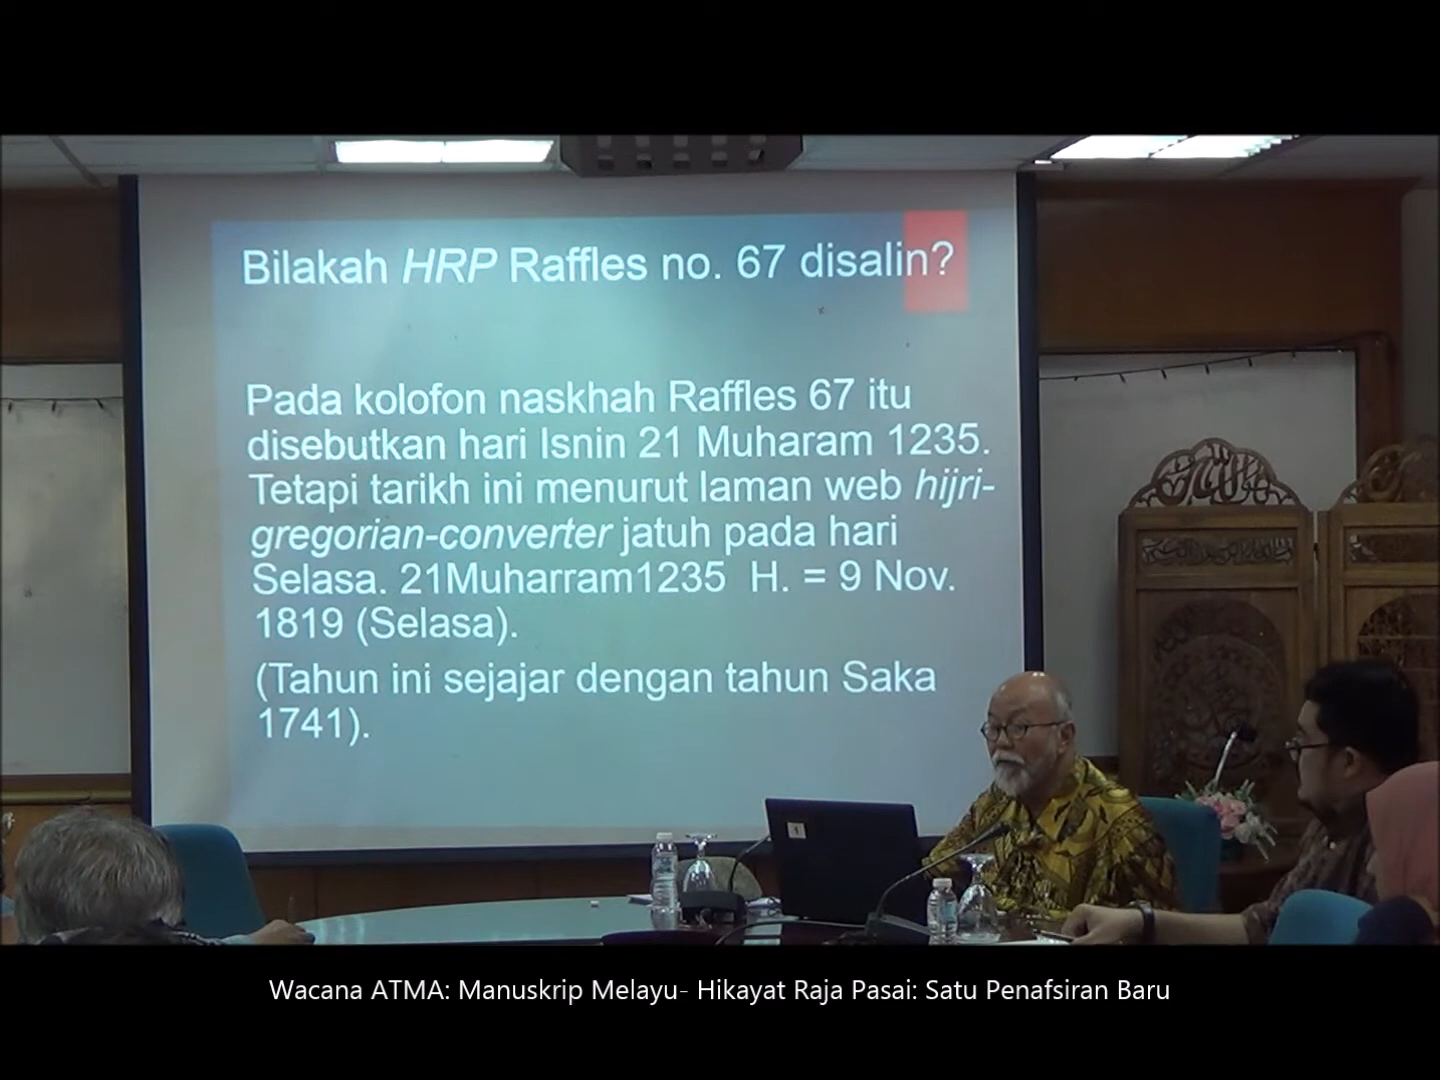 Bilakah HRP Raffles no. 67 disalin?
Pada kolofon naskhah Raffles 67 itu
disebutkan hari Isnin 21 Muharam 1235.
Tetapi tarikh ini menurut laman web hijri-
gregorian-converter jatuh pada hari
Selasa. 21Muharram1235 H. = 9 Nov.
1819 (Selasa).
(Tahun ini sejajar dengan tahun Saka
1741).
Wacana ATMA: Manuskrip Melayu- Hikayat Raja Pasai: Satu Penafsiran Baru